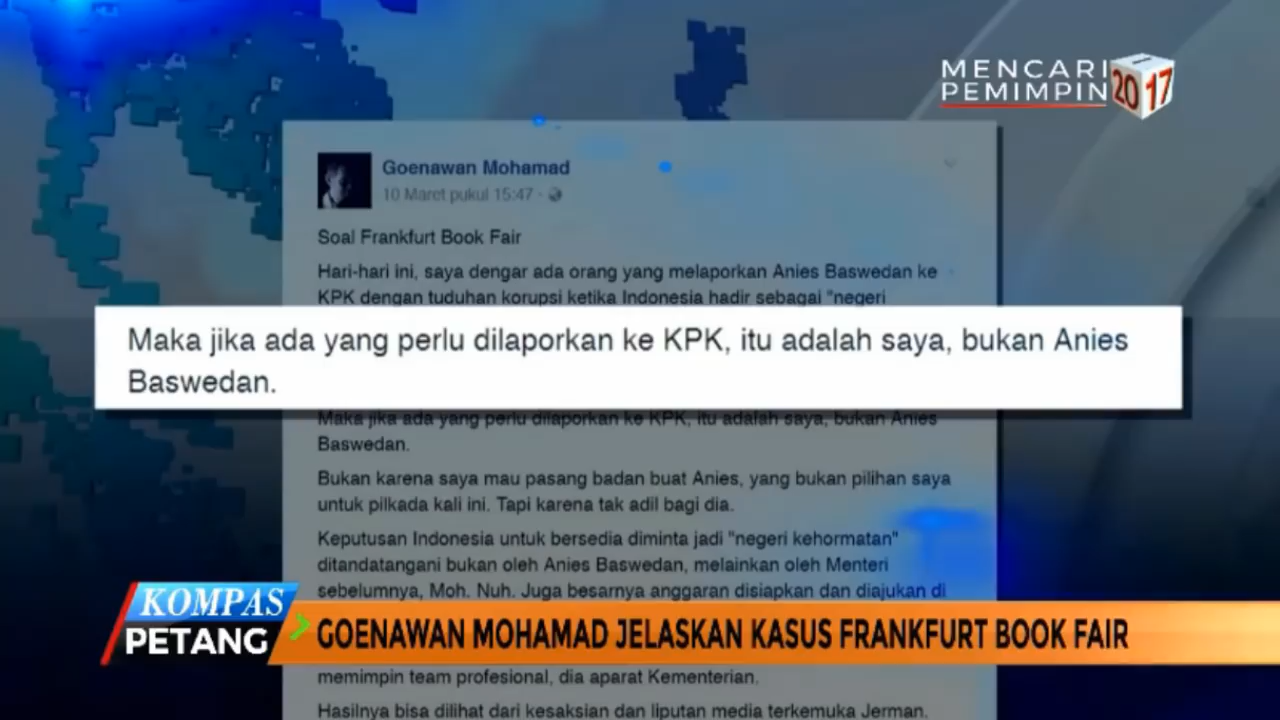 MENCARI
PEMIMPIN
2017
Goenawan Mohamad
10 Maret pukul 15:47 ·
Soal Frankfurt Book Fair
Hari-hari ini, saya dengar ada orang yang melaporkan Anies Baswedan ke
KPK dengan tuduhan korupsi ketika Indonesia hadir sebagai "negeri
Maka jika ada yang perlu dilaporkan ke KPK, itu adalah saya, bukan Anies
Baswedan.
Maka jika ada yang perlu dilaporkan ke KPK, itu adalah saya, bukan Anies
Baswedan.
Bukan karena saya mau pasang badan buat Anies, yang bukan pilihan saya
untuk pilkada kali ini. Tapi karena tak adil bagi dia.
Keputusan Indonesia untuk bersedia diminta jadi "negeri kehormatan"
ditandatangani bukan oleh Anies Baswedan, melainkan oleh Menteri
sebelumnya, Moh. Nuh. Juga besarnya anggaran disiapkan dan diajukan di
KOMPAS
PETANG
GOENAWAN MOHAMAD JELASKAN KASUS FRANKFURT BOOK FAIR
memimpin team profesional, dia aparat Kementerian.
Hasilnya bisa dilihat dari kesaksian dan liputan media terkemuka Jerman.